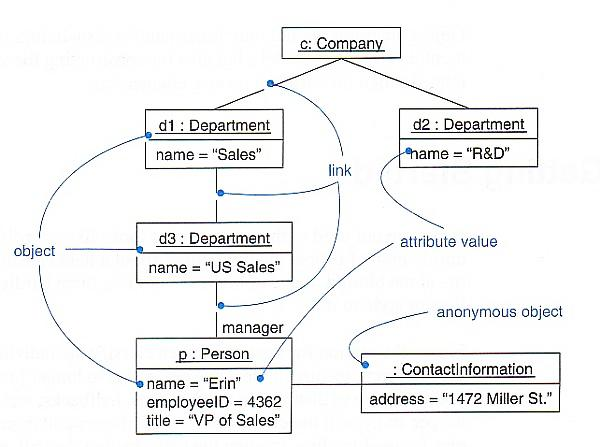 c: Company
d1 : Department
name = “Sales”
d2 : Department
name = “R&D”
link
d3 : Department
name = “US Sales”
object
attribute value
manager
anonymous object
p : Person
name = “Erin”
employeeID = 4362
title = “VP of Sales”
: ContactInformation
address = “1472 Miller St.”